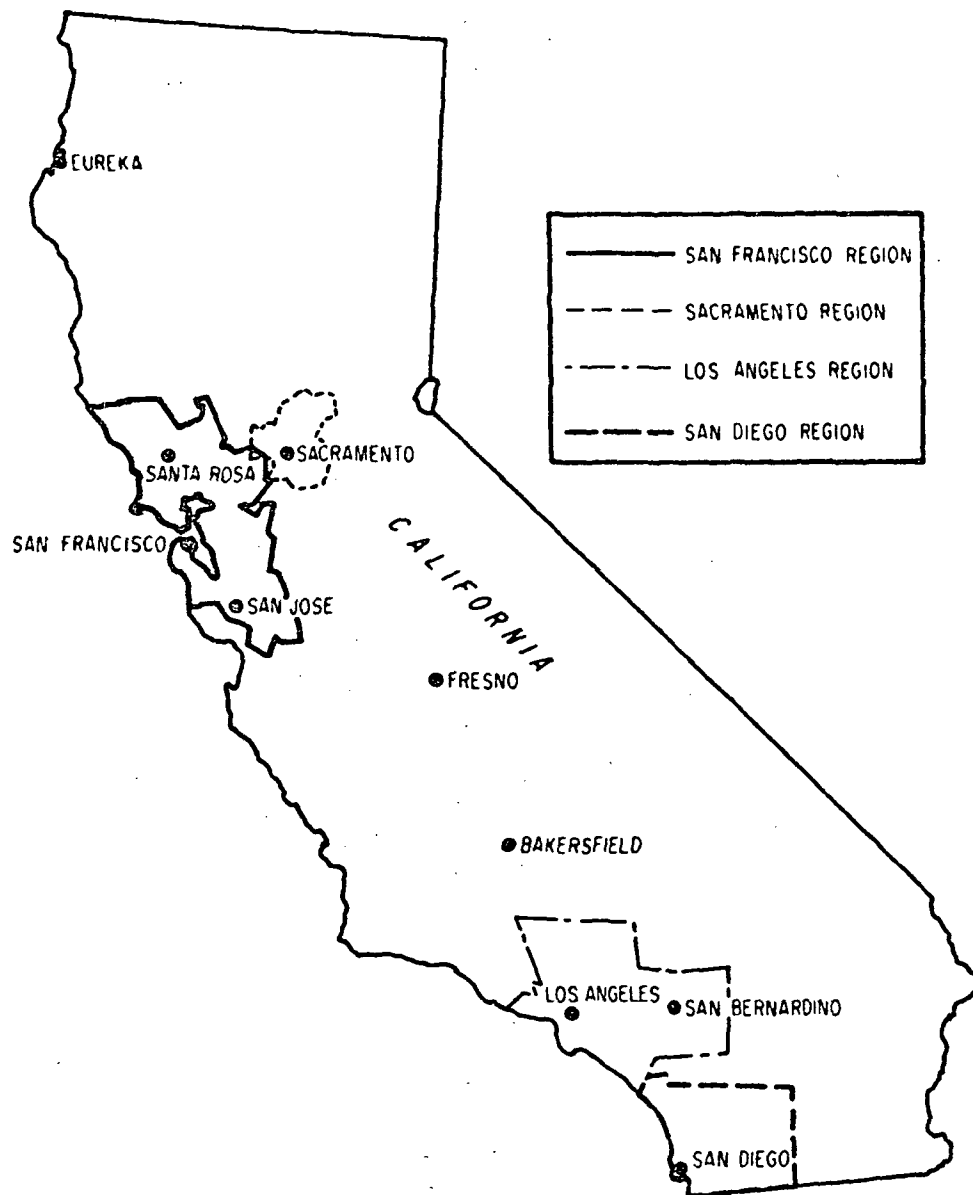 EUREKA
SAN FRANCISCO REGION
SACRAMENTO REGION
LOS ANGELES REGION
SAN DIEGO REGION
SACRAMENTO
SANTA ROSA
SAN FRANCISCO
CALIFORNIA
SAN JOSE
FRESNO
BAKERSFIELD
LOS ANGELES
SAN BERNARDINO
SAN DIEGO